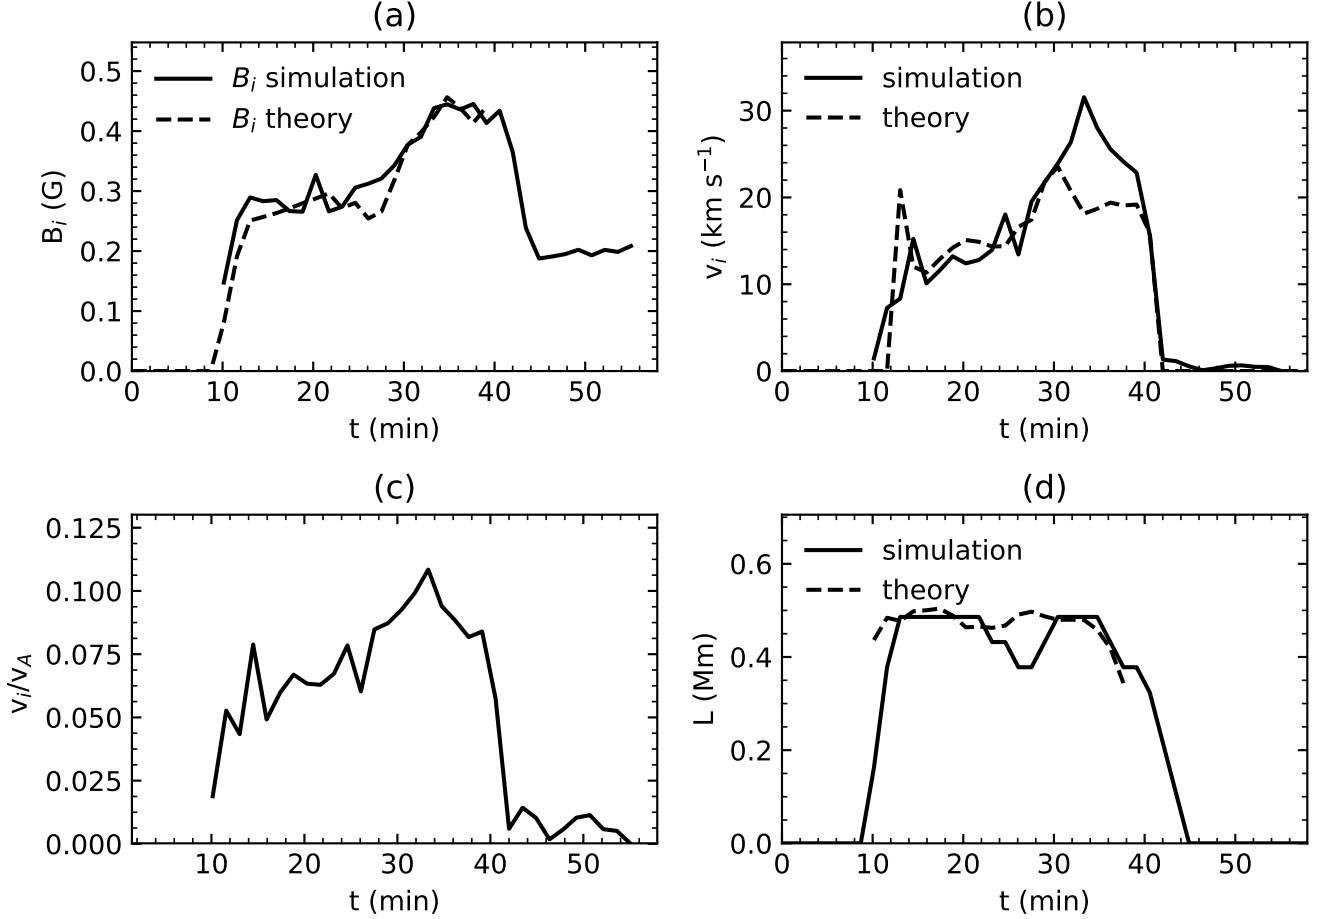 (a)
0.5
0.4
0.3
0.2
0.1
0.0
B_i (G)
B_i simulation
B_i theory
0 10 20 30 40 50
t (min)
(b)
30
20
10
0
v_i (km s⁻¹)
simulation
theory
0 10 20 30 40 50
t (min)
(c)
0.125
0.100
0.075
0.050
0.025
0.000
v_i/v_A
10 20 30 40 50
t (min)
(d)
0.6
0.4
0.2
0.0
L (Mm)
simulation
theory
0 10 20 30 40 50
t (min)